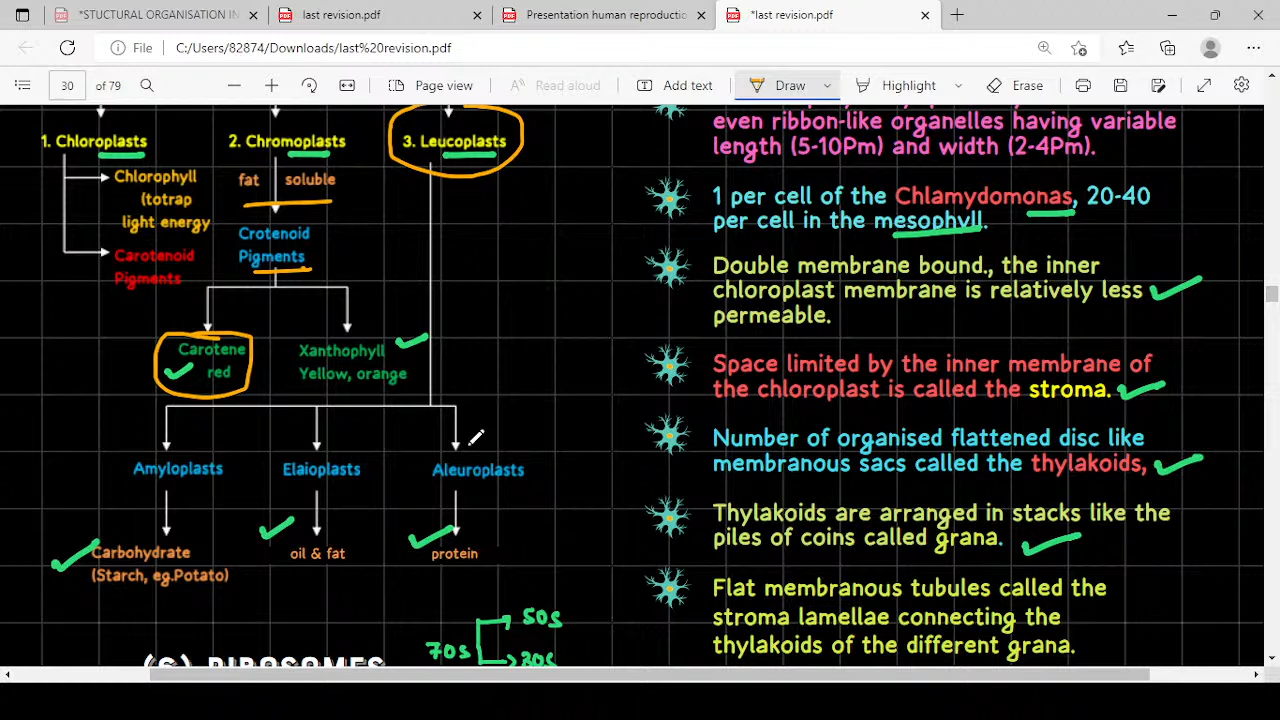 *STUCTURAL ORGANISATION IN
last revision.pdf
Presentation human reproductio
*last revision.pdf
File
C:/Users/82874/Downloads/last%20revision.pdf
30
of 79
Page view
Read aloud
Add text
Draw
Highlight
Erase
1. Chloroplasts
2. Chromoplasts
3. Leucoplasts
Chlorophyll
(totrap
light energy
Carotenoid
Pigments
fat soluble
Crotenoid
Pigments
Carotene
red
Xanthophyll
Yellow, orange
Amyloplasts
Elaioplasts
Aleuroplasts
Carbohydrate
(Starch, eg.Potato)
oil & fat
protein
70s
50s
30s
RIBOSOMES
even ribbon-like organelles having variable
length (5-10Pm) and width (2-4Pm).
1 per cell of the Chlamydomonas, 20-40
per cell in the mesophyll.
Double membrane bound., the inner
chloroplast membrane is relatively less
permeable.
Space limited by the inner membrane of
the chloroplast is called the stroma.
Number of organised flattened disc like
membranous sacs called the thylakoids,
Thylakoids are arranged in stacks like the
piles of coins called grana.
Flat membranous tubules called the
stroma lamellae connecting the
thylakoids of the different grana.